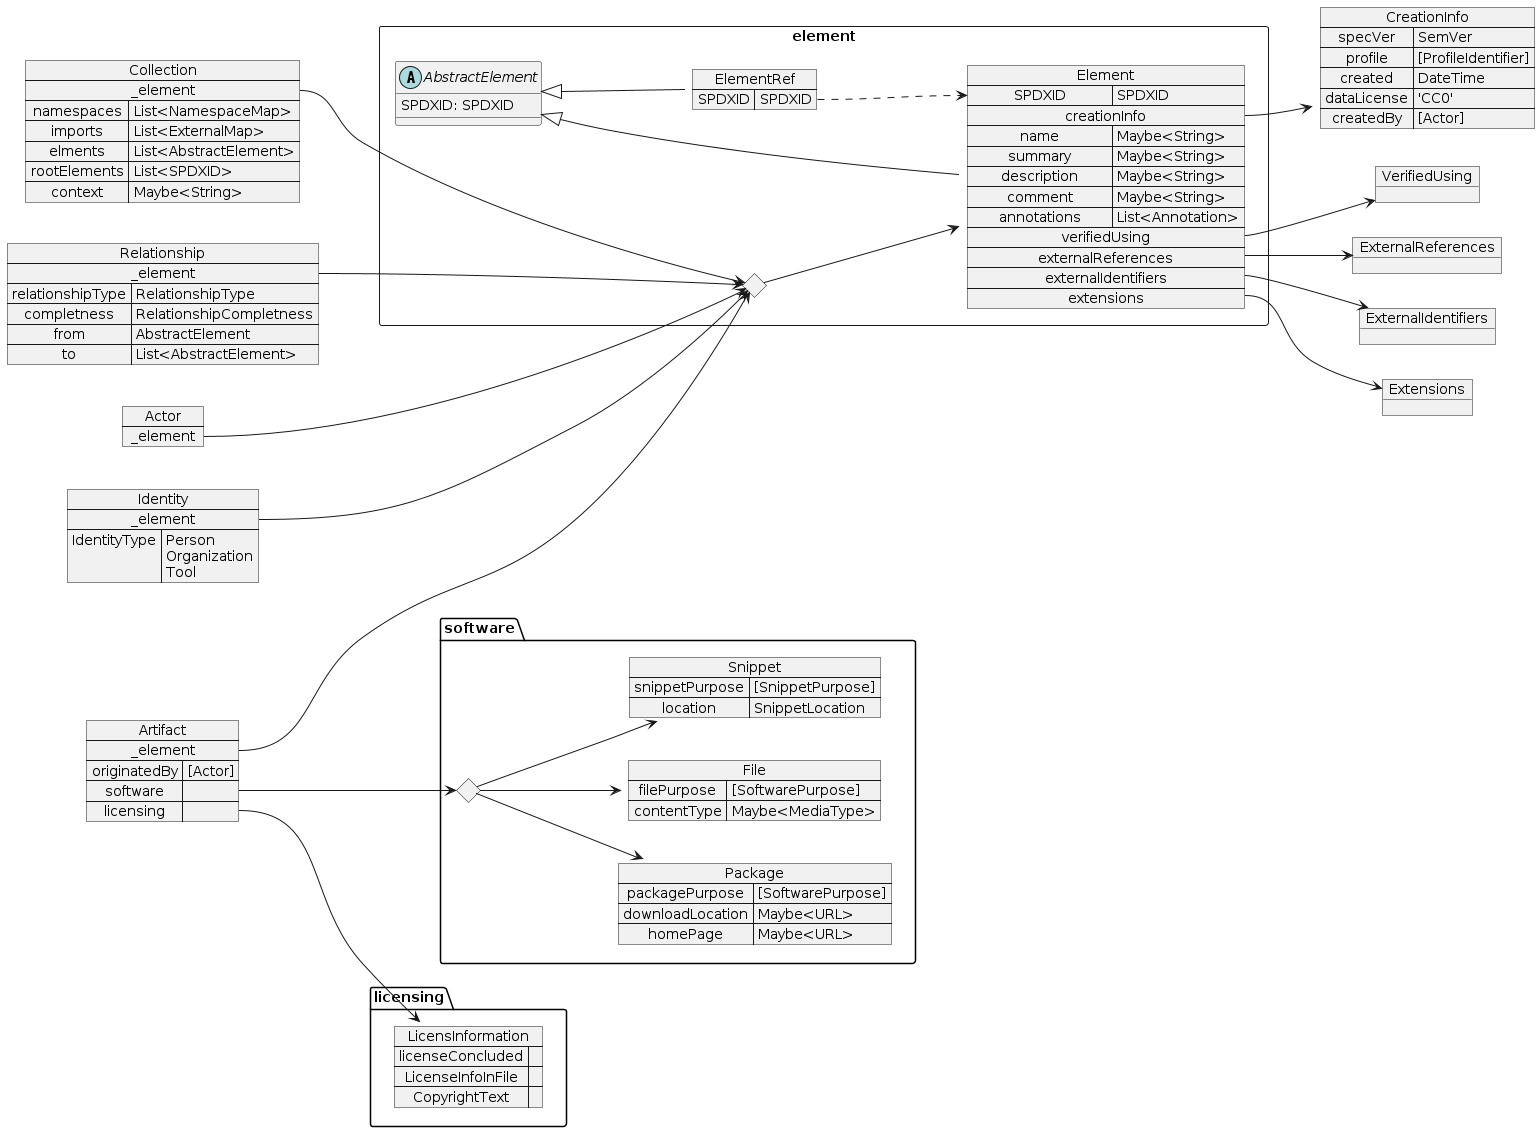 Collection
_element
namespaces List<NamespaceMap>
imports List<ExternalMap>
elments List<AbstractElement>
rootElements List<SPDXID>
context Maybe<String>
Relationship
_element
relationshipType RelationshipType
completness RelationshipCompletness
from AbstractElement
to List<AbstractElement>
Actor
_element
Identity
_element
IdentityType Person
Organization
Tool
Artifact
_element
originatedBy [Actor]
software
licensing
element
A AbstractElement
SPDXID: SPDXID
ElementRef
SPDXID SPDXID
Element
SPDXID SPDXID
creationInfo
name Maybe<String>
summary Maybe<String>
description Maybe<String>
comment Maybe<String>
annotations List<Annotation>
verifiedUsing
externalReferences
externalIdentifiers
extensions
CreationInfo
specVer SemVer
profile [ProfileIdentifier]
created DateTime
dataLicense 'CC0'
createdBy [Actor]
VerifiedUsing
ExternalReferences
ExternalIdentifiers
Extensions
software
Snippet
snippetPurpose [SnippetPurpose]
location SnippetLocation
File
filePurpose [SoftwarePurpose]
contentType Maybe<MediaType>
Package
packagePurpose [SoftwarePurpose]
downloadLocation Maybe<URL>
homePage Maybe<URL>
licensing
LicensInformation
licenseConcluded
LicenseInfoInFile
CopyrightText